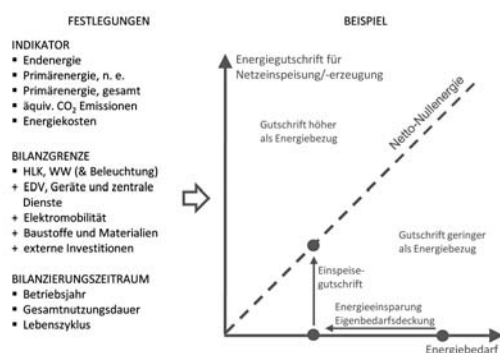 FESTLEGUNGEN
INDIKATOR
▪ Endenergie
▪ Primärenergie, n. e.
▪ Primärenergie, gesamt
▪ äquiv. CO₂ Emissionen
▪ Energiekosten
BILANZGRENZE
▪ HLK, WW (& Beleuchtung)
+ EDV, Geräte und zentrale
Dienste
+ Elektromobilität
+ Baustoffe und Materialien
+ externe Investitionen
BILANZIERUNGSZEITRAUM
▪ Betriebsjahr
▪ Gesamtnutzungsdauer
▪ Lebenszyklus
BEISPIEL
Energiegutschrift für
Netzeinspeisung/-erzeugung
Netto-Nullenergie
Gutschrift höher
als Energiebezug
Gutschrift geringer
als Energiebezug
Einspeise-
gutschrift
Energieeinsparung
Eigenbedarfsdeckung
Energiebedarf